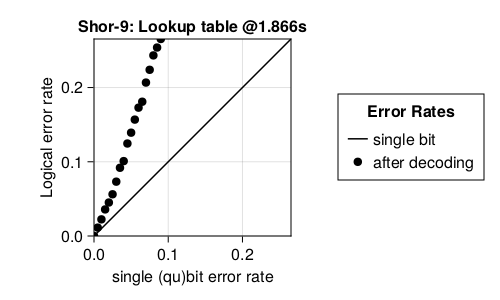 Shor-9: Lookup table @1.866s
Logical error rate
0.2
0.1
0.0
0.0 0.1 0.2
single (qu)bit error rate
Error Rates
single bit
after decoding